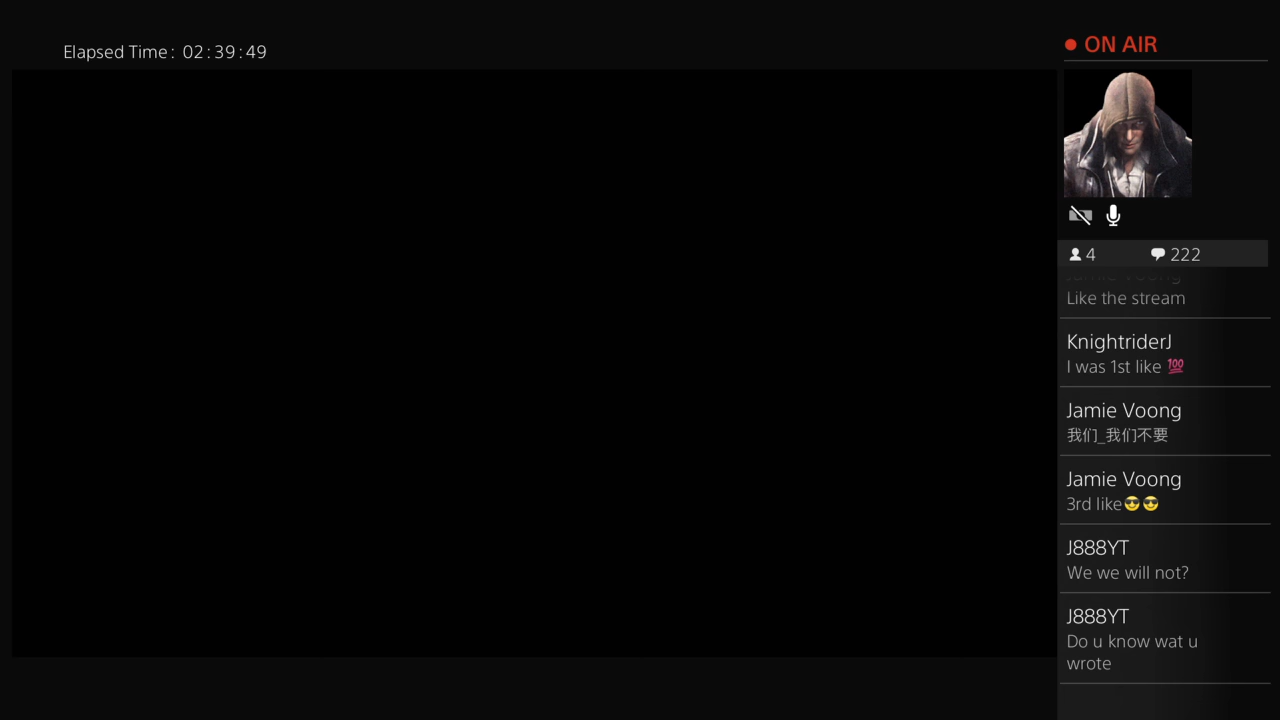 Elapsed Time: 02:39:49
ON AIR
4
222
Like the stream
KnightriderJ
I was 1st like 💯
Jamie Voong
我们_我们不要
Jamie Voong
3rd like😎😎
J888YT
We we will not?
J888YT
Do u know wat u
wrote